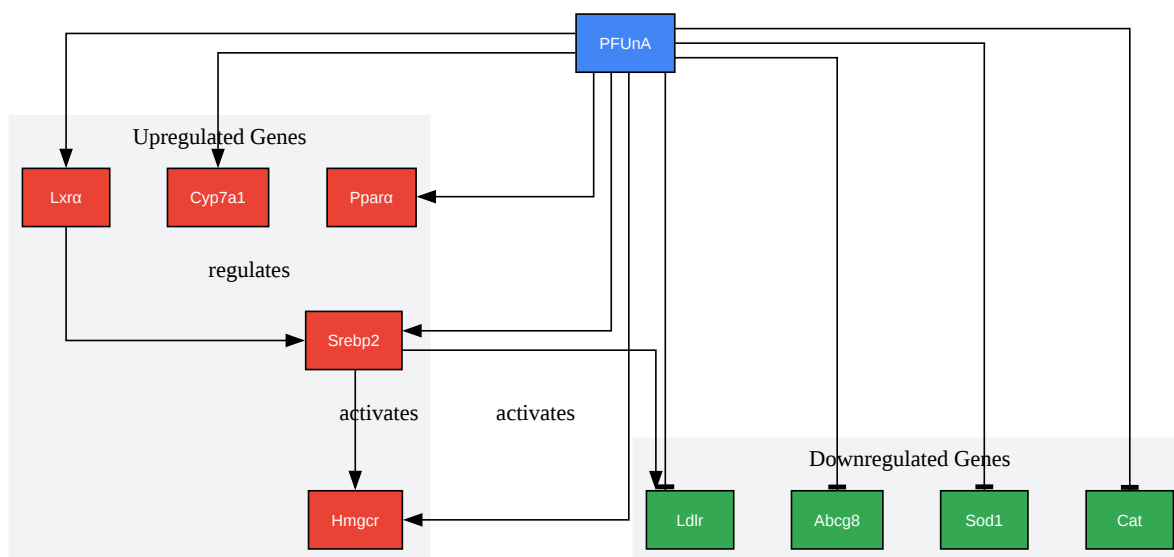 PFUnA
Upregulated Genes
Lxrα
Cyp7a1
Pparα
regulates
Srebp2
activates
activates
Downregulated Genes
Hmgcr
Ldlr
Abcg8
Sod1
Cat